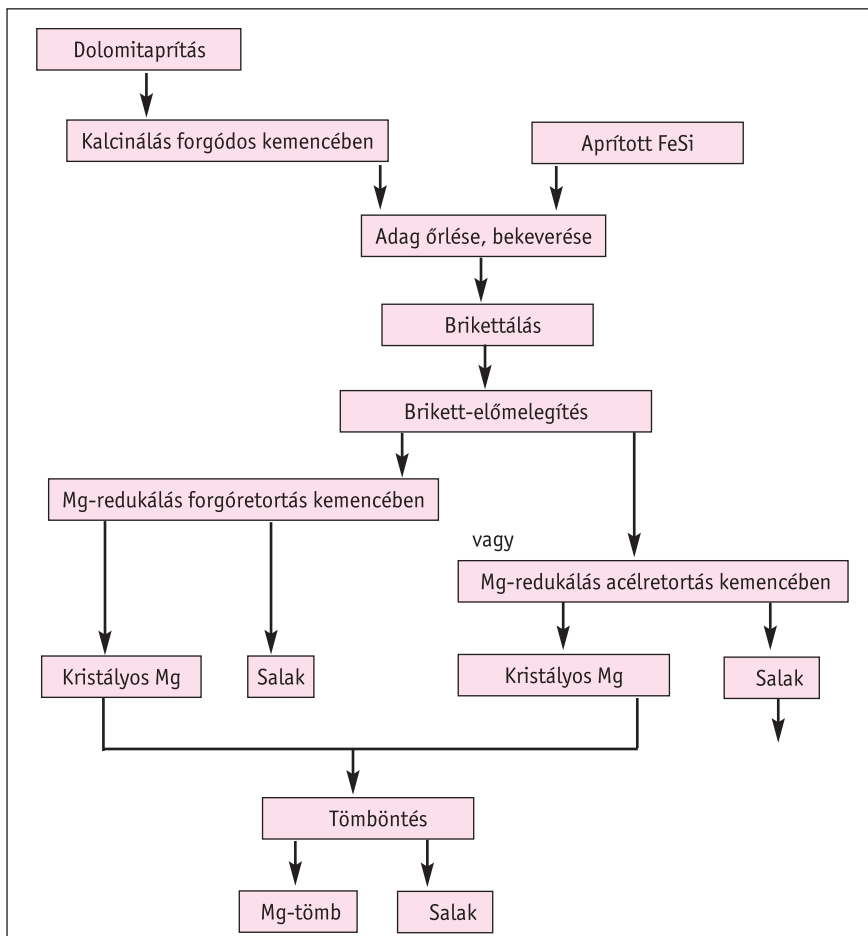 Dolomitaprítás
Kalcinálás forgódos kemencében
Aprított FeSi
Adag őrlése, bekeverése
Brikettálás
Brikett-előmelegítés
Mg-redukálás forgóretortás kemencében
vagy
Mg-redukálás acélretortás kemencében
Kristályos Mg
Salak
Kristályos Mg
Salak
Tömböntés
Mg-tömb
Salak